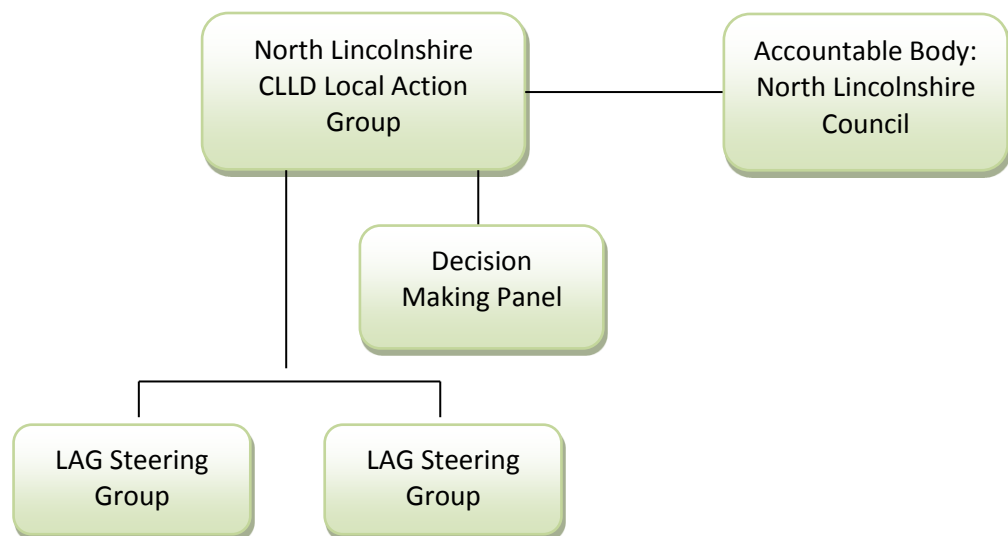 North Lincolnshire
CLLD Local Action
Group
Accountable Body:
North Lincolnshire
Council
Decision
Making Panel
LAG Steering
Group
LAG Steering
Group